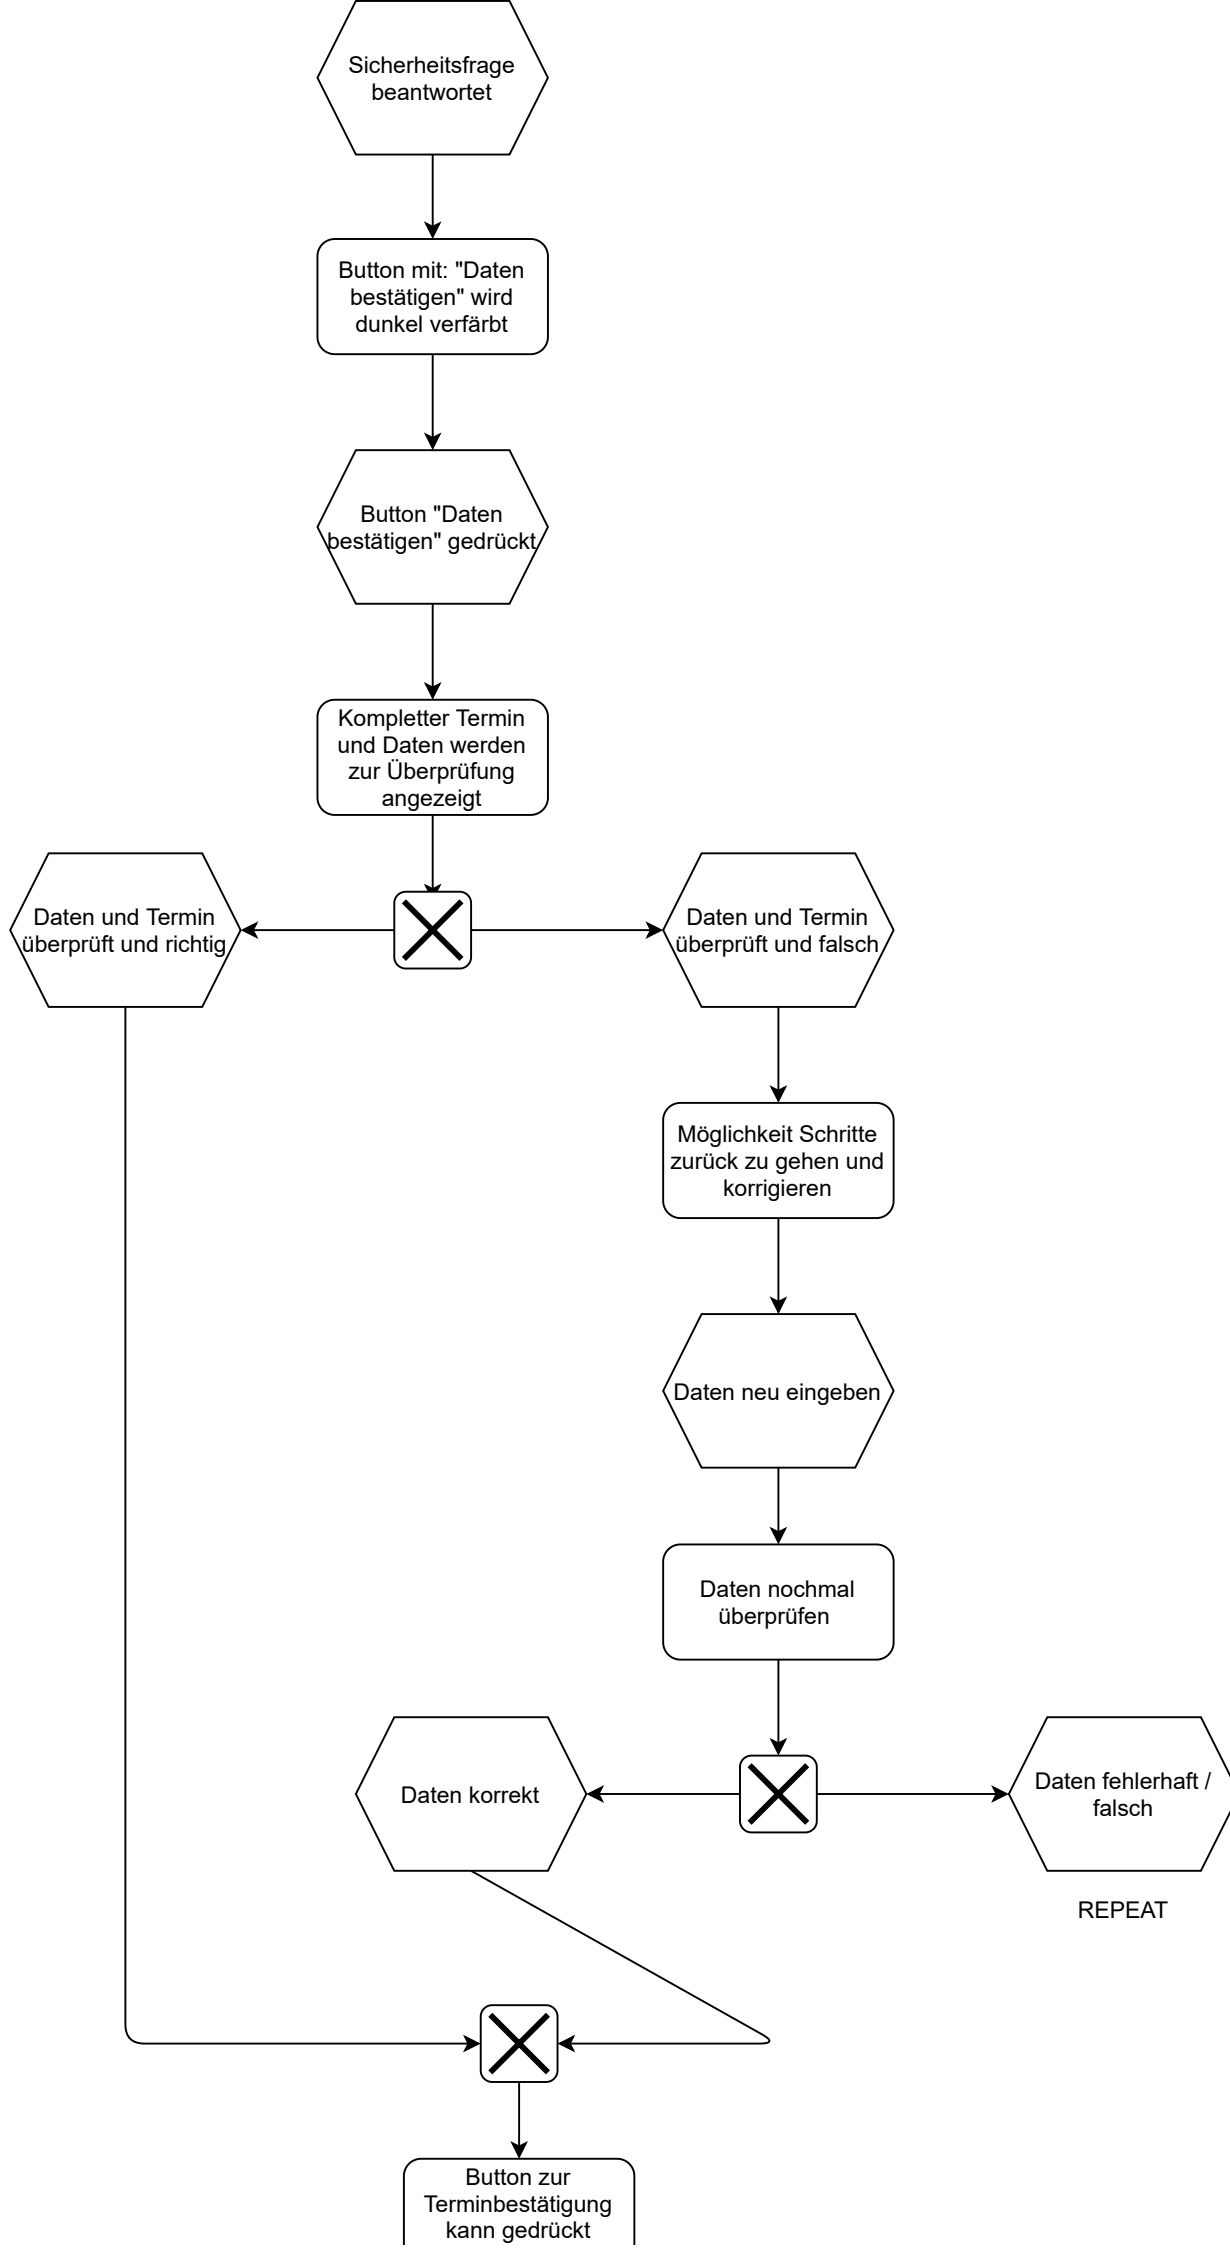 Sicherheitsfrage
beantwortet
Button mit: "Daten
bestätigen" wird
dunkel verfärbt
Button "Daten
bestätigen" gedrückt
Kompletter Termin
und Daten werden
zur Überprüfung
angezeigt
Daten und Termin
überprüft und richtig
Daten und Termin
überprüft und falsch
Möglichkeit Schritte
zurück zu gehen und
korrigieren
Daten neu eingeben
Daten nochmal
überprüfen
Daten korrekt
Daten fehlerhaft /
falsch
REPEAT
Button zur
Terminbestätigung
kann gedrückt